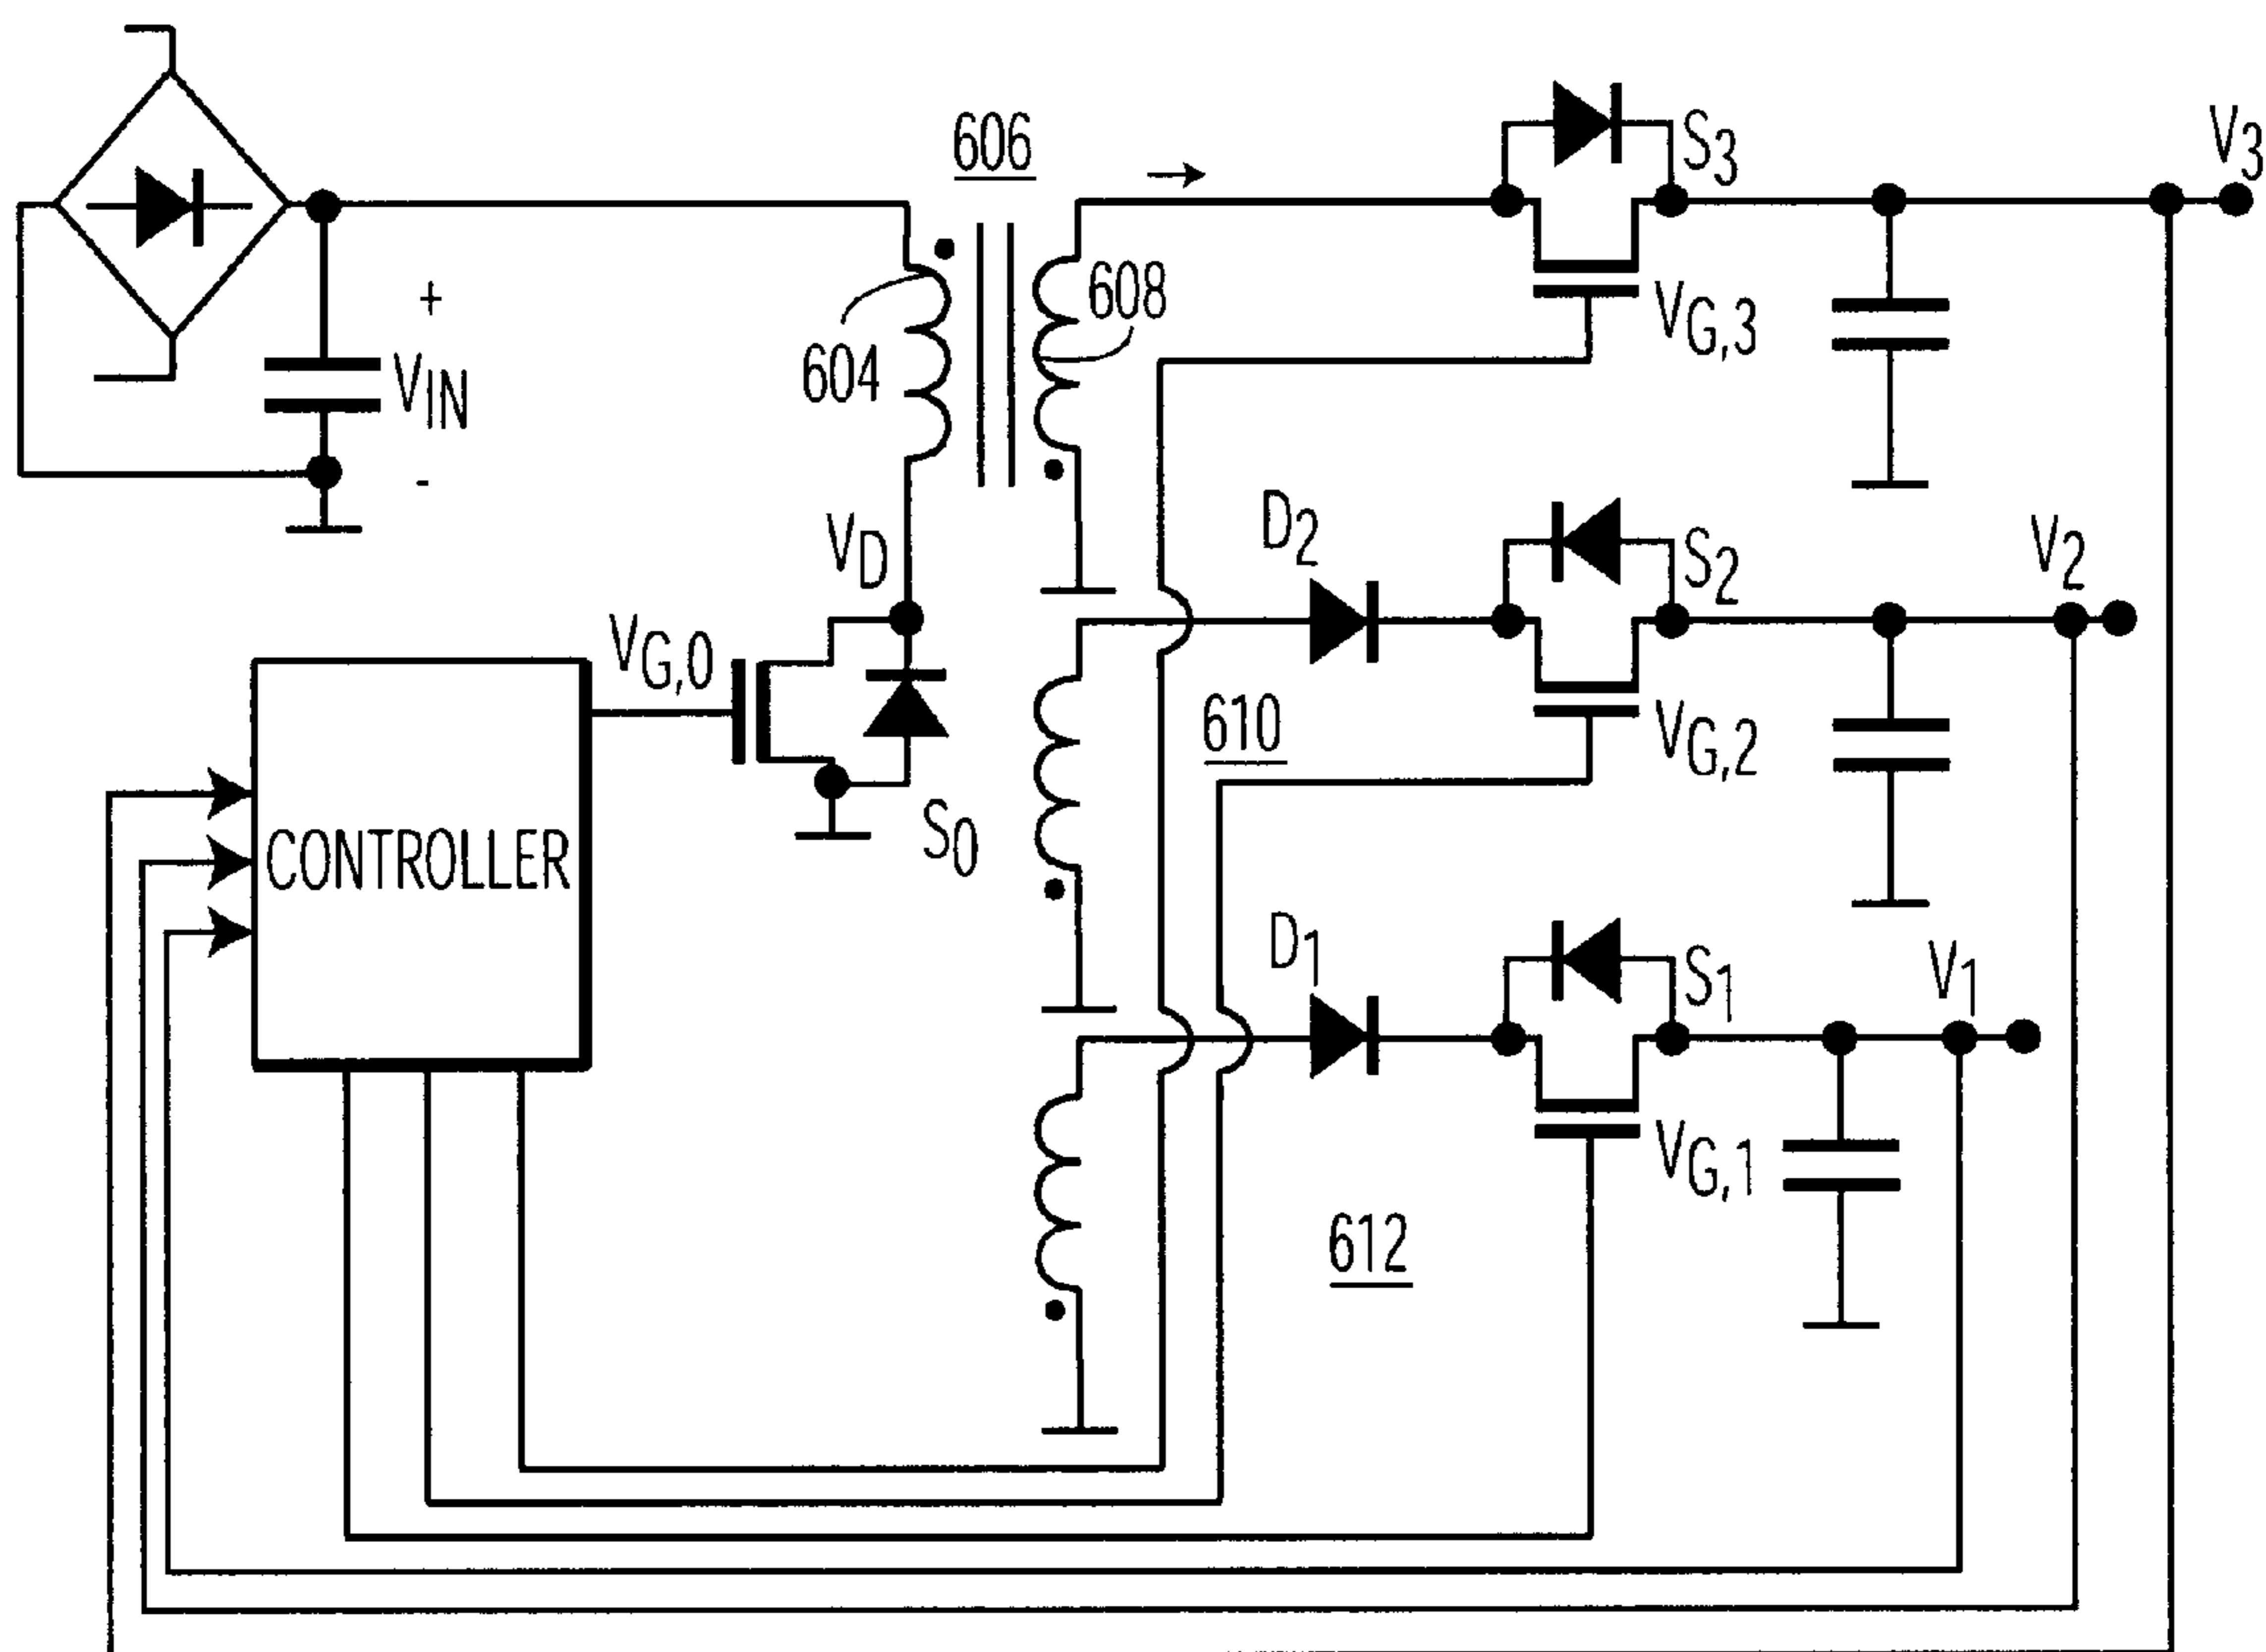 606
S3
V3
+
VIN
-
604
608
VG,3
VD
D2
S2
V2
VG,0
610
VG,2
CONTROLLER
S0
D1
S1
V1
VG,1
612